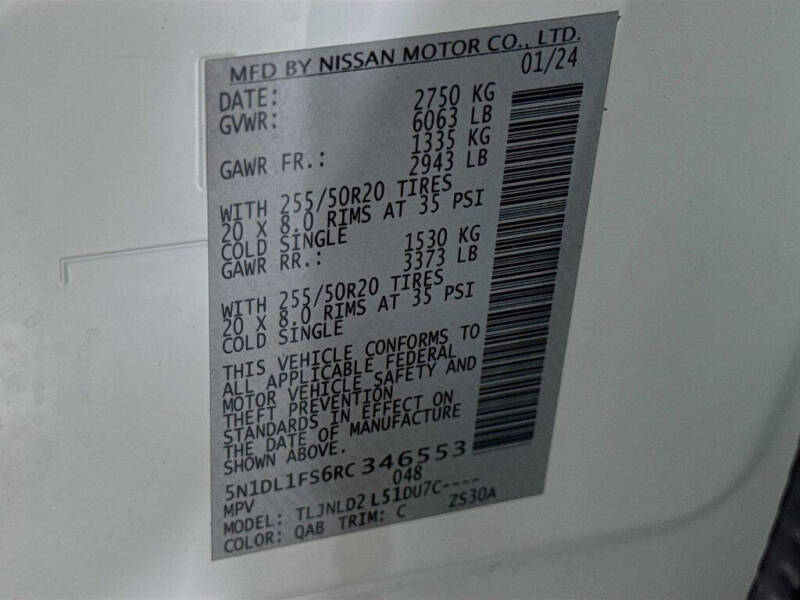 MFD BY NISSAN MOTOR CO., LTD.
DATE: 01/24
GVWR: 2750 KG
6063 LB
GAWR FR.: 1335 KG
2943 LB
WITH 255/50R20 TIRES
20 X 8.0 RIMS AT 35 PSI
COLD SINGLE
GAWR RR.: 1530 KG
3373 LB
WITH 255/50R20 TIRES
20 X 8.0 RIMS AT 35 PSI
COLD SINGLE
THIS VEHICLE CONFORMS TO
ALL APPLICABLE FEDERAL
MOTOR VEHICLE SAFETY AND
THEFT PREVENTION
STANDARDS IN EFFECT ON
THE DATE OF MANUFACTURE
SHOWN ABOVE.
5N1DL1FS6RC346553
MPV 048
MODEL: TLJNLD2 L51DU7C----
COLOR: QAB TRIM: C ZS30A